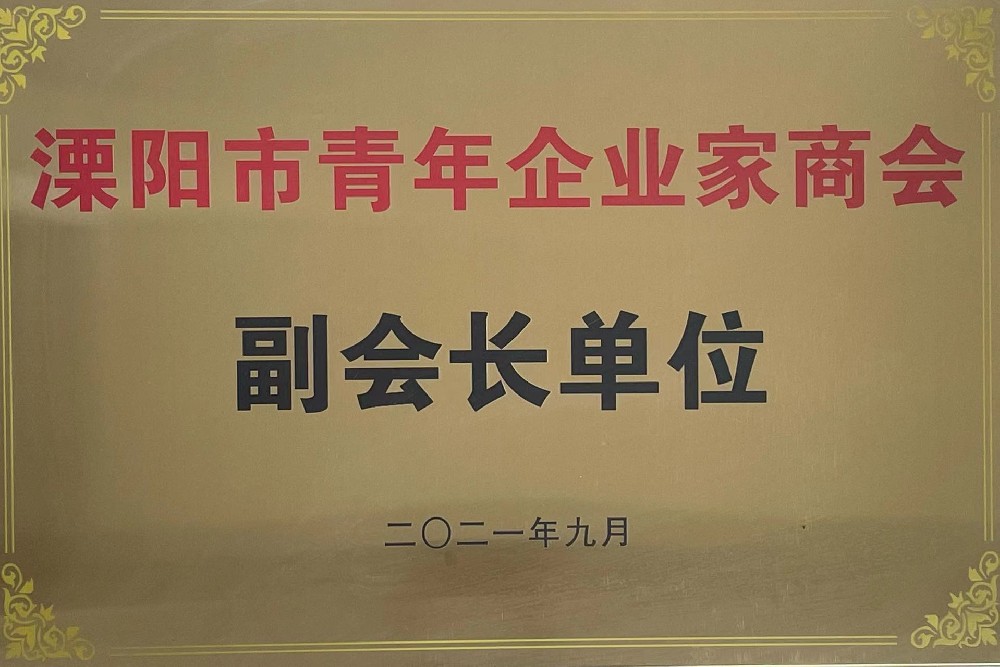 溧阳市青年企业家商会
副会长单位
二〇二一年九月